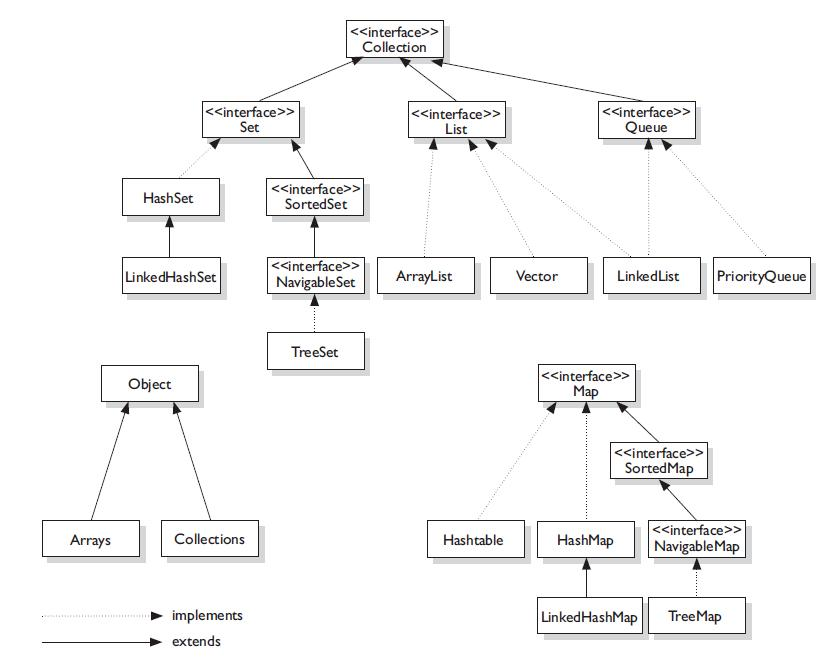 <<interface>>
Collection
<<interface>>
Set
<<interface>>
List
<<interface>>
Queue
HashSet
<<interface>>
SortedSet
LinkedHashSet
<<interface>>
NavigableSet
ArrayList
Vector
LinkedList
PriorityQueue
TreeSet
Object
<<interface>>
Map
<<interface>>
SortedMap
Arrays
Collections
Hashtable
HashMap
<<interface>>
NavigableMap
LinkedHashMap
TreeMap
implements
extends